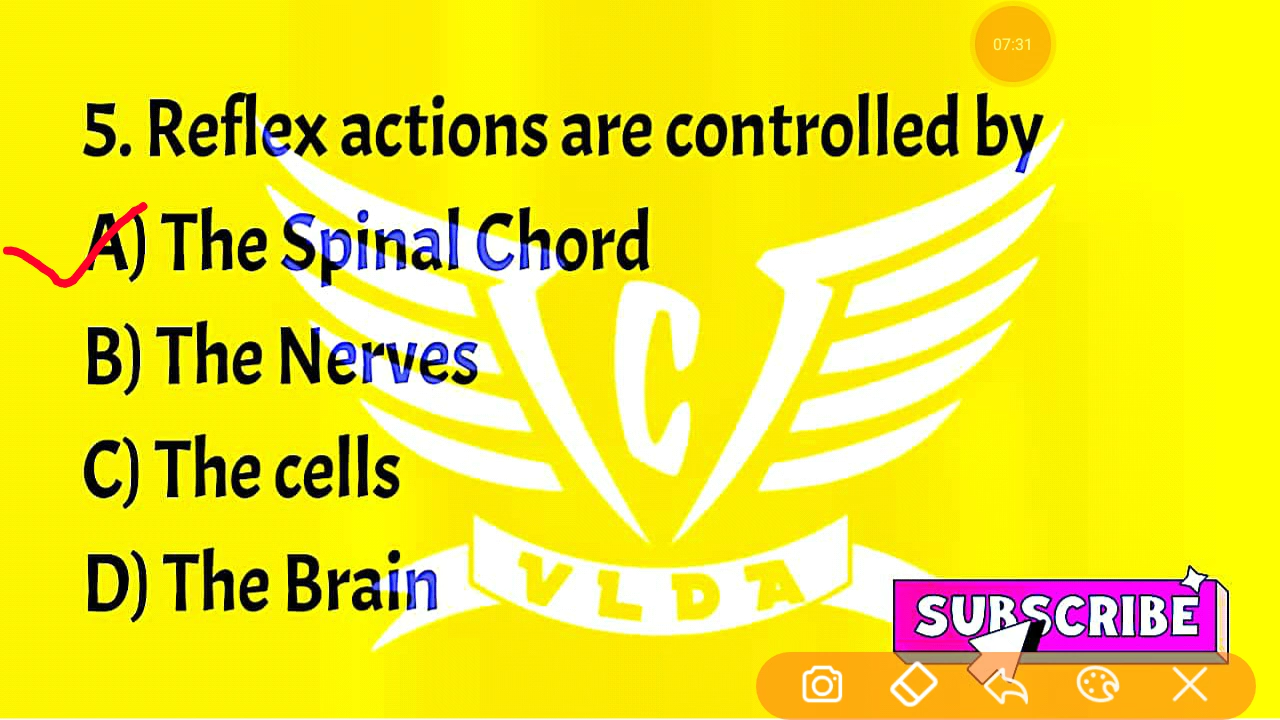 07:31
5. Reflex actions are controlled by
A) The Spinal Chord
B) The Nerves
C) The cells
D) The Brain
VC
VLDA
SUBSCRIBE